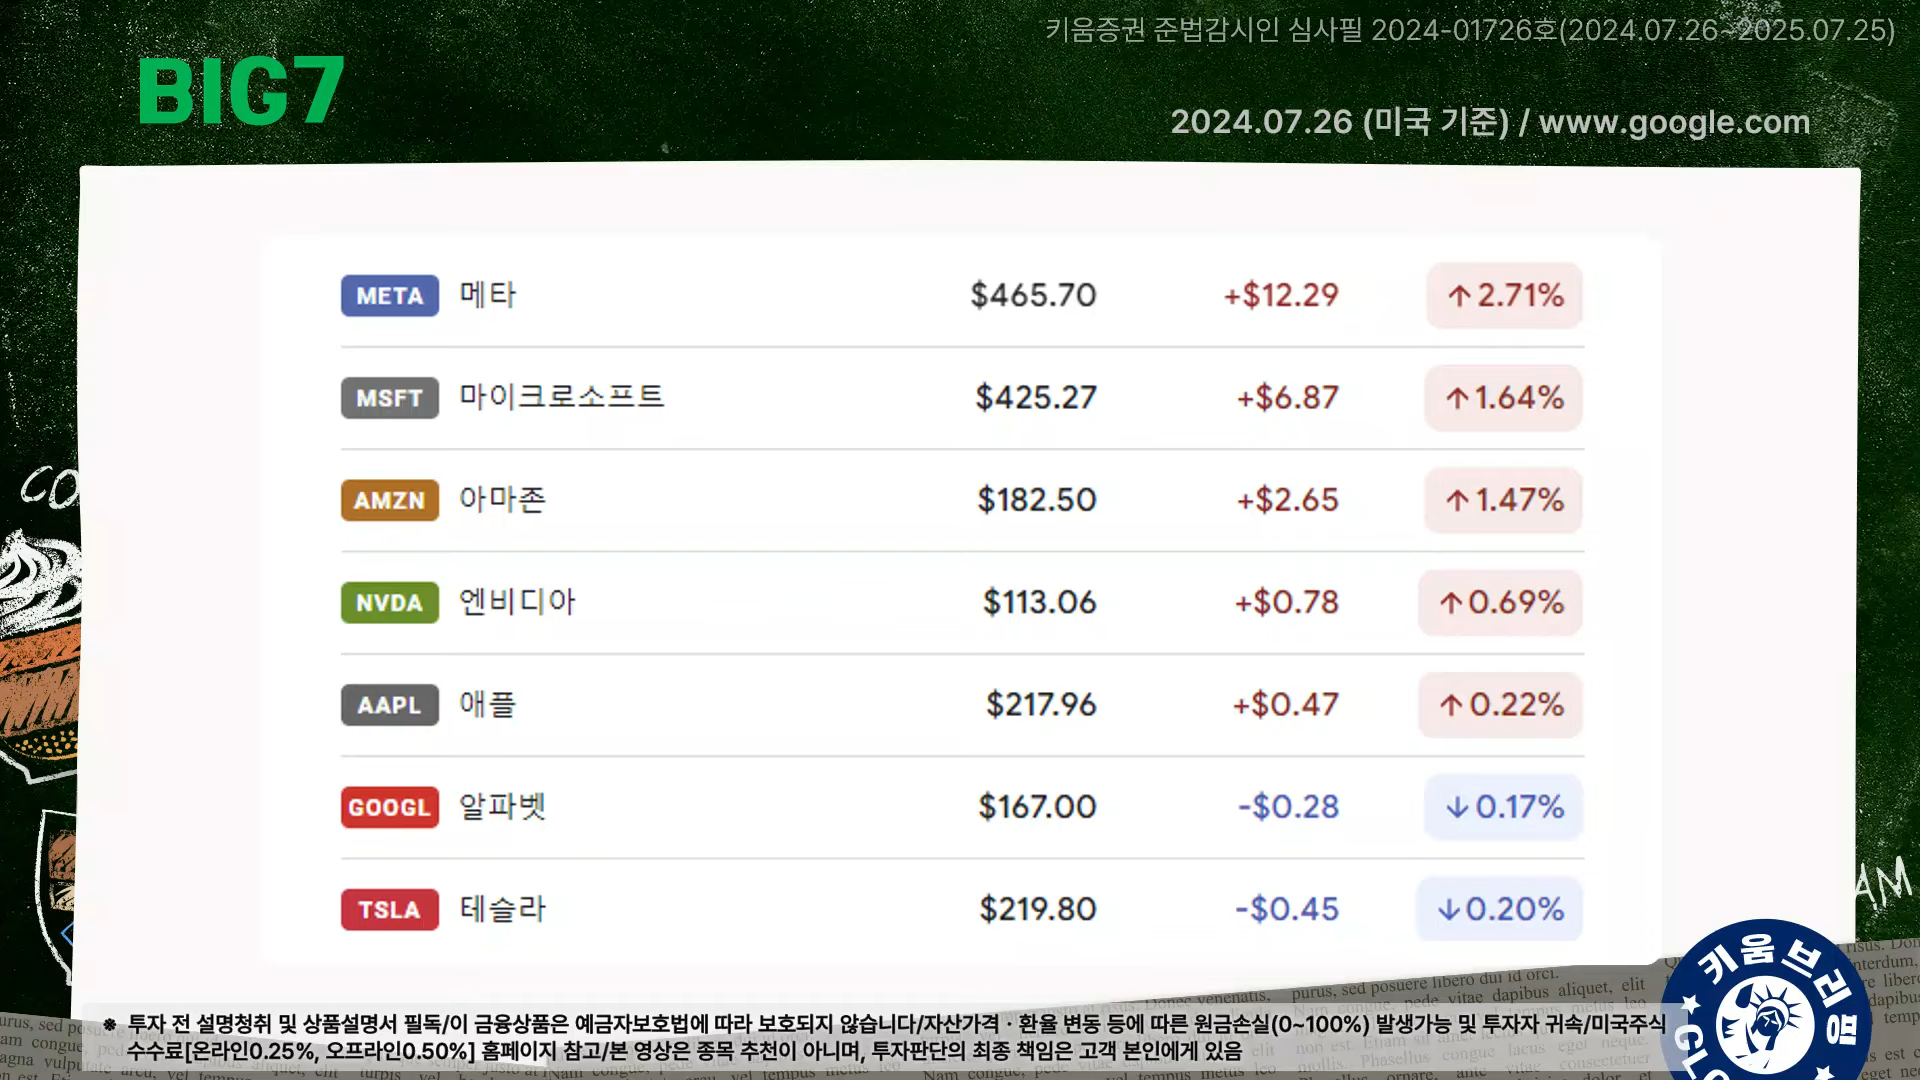 키움증권 준법감시인 심사필 2024-01726호(2024.07.26~2025.07.25)
BIG7
2024.07.26 (미국 기준) / www.google.com
META 메타 $465.70 +$12.29 ↑2.71%
MSFT 마이크로소프트 $425.27 +$6.87 ↑1.64%
AMZN 아마존 $182.50 +$2.65 ↑1.47%
NVDA 엔비디아 $113.06 +$0.78 ↑0.69%
AAPL 애플 $217.96 +$0.47 ↑0.22%
GOOGL 알파벳 $167.00 -$0.28 ↓0.17%
TSLA 테슬라 $219.80 -$0.45 ↓0.20%
키움브리핑
※ 투자 전 설명청취 및 상품설명서 필독/이 금융상품은 예금자보호법에 따라 보호되지 않습니다/자산가격 · 환율 변동 등에 따른 원금손실(0~100%) 발생가능 및 투자자 귀속/미국주식
수수료[온라인0.25%, 오프라인0.50%] 홈페이지 참고/본 영상은 종목 추천이 아니며, 투자판단의 최종 책임은 고객 본인에게 있음